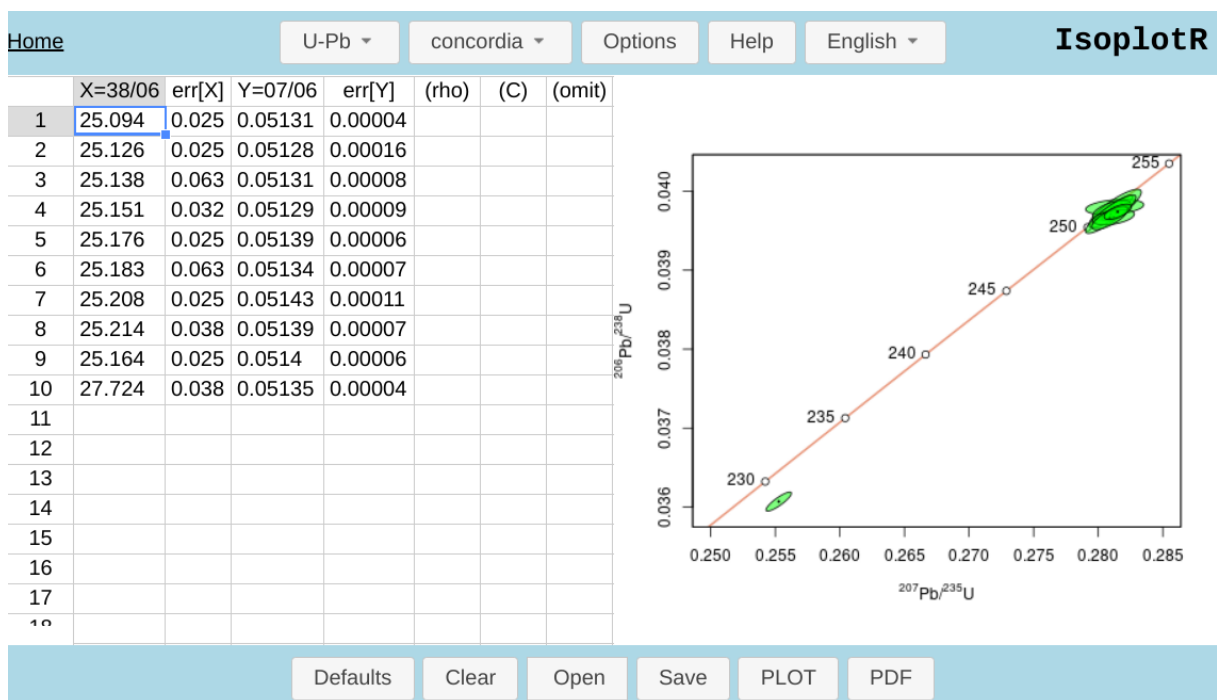 Home U-Pb concordia Options Help English IsoplotR
X=38/06 err[X] Y=07/06 err[Y] (rho) (C) (omit)
1 25.094 0.025 0.05131 0.00004
2 25.126 0.025 0.05128 0.00016
3 25.138 0.063 0.05131 0.00008
4 25.151 0.032 0.05129 0.00009
5 25.176 0.025 0.05139 0.00006
6 25.183 0.063 0.05134 0.00007
7 25.208 0.025 0.05143 0.00011
8 25.214 0.038 0.05139 0.00007
9 25.164 0.025 0.0514 0.00006
10 27.724 0.038 0.05135 0.00004
11
12
13
14
15
16
17
18
206Pb/238U
0.040
0.039
0.038
0.037
0.036
255
250
245
240
235
230
0.250 0.255 0.260 0.265 0.270 0.275 0.280 0.285
207Pb/235U
Defaults Clear Open Save PLOT PDF